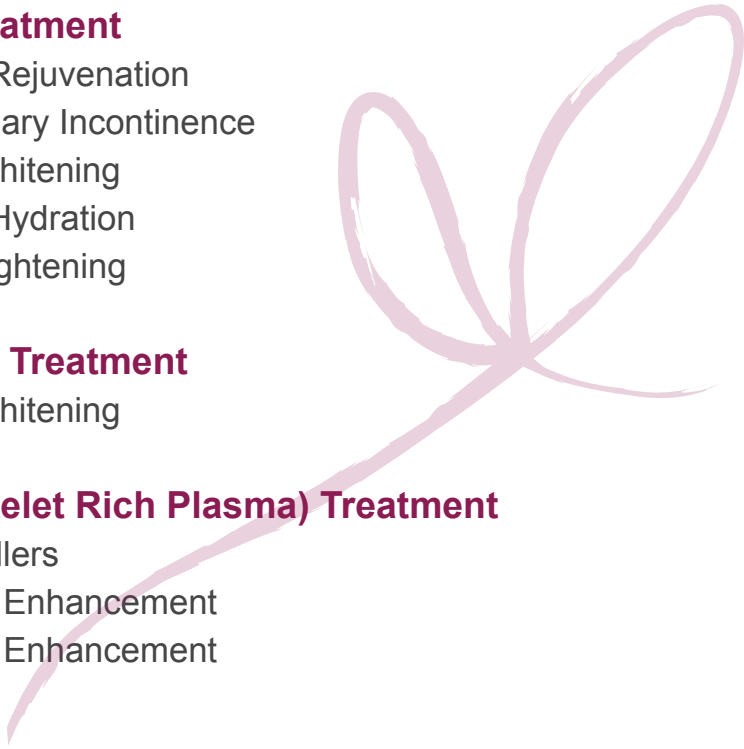 atment
Rejuvenation
ary Incontinence
hitening
Hydration
ghtening
Treatment
hitening
elet Rich Plasma) Treatment
llers
Enhancement
Enhancement